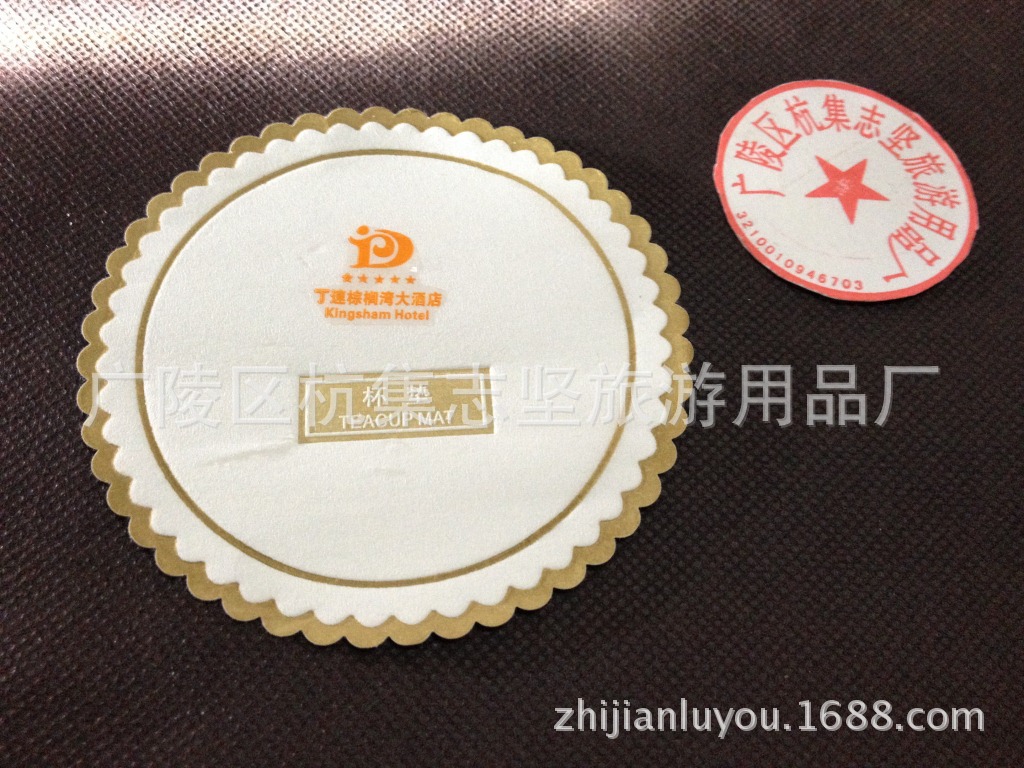 丁速棕榈湾大酒店
Kingsham Hotel
杯 垫
TEACUP MAT
广陵区杭集志坚旅游用品厂
3210010946703
广陵区杭集志坚旅游用品厂
zhijianluyou.1688.com